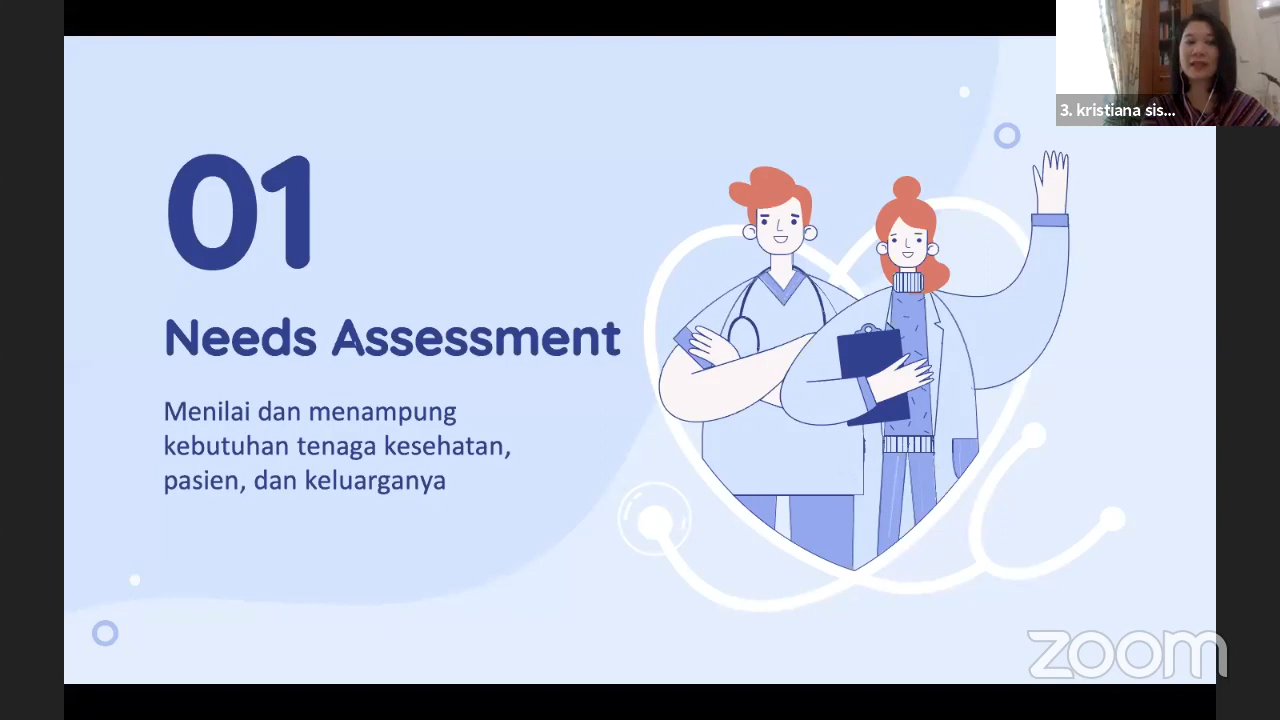 3. kristiana sis...
01
Needs Assessment
Menilai dan menampung
kebutuhan tenaga kesehatan,
pasien, dan keluarganya
zoom